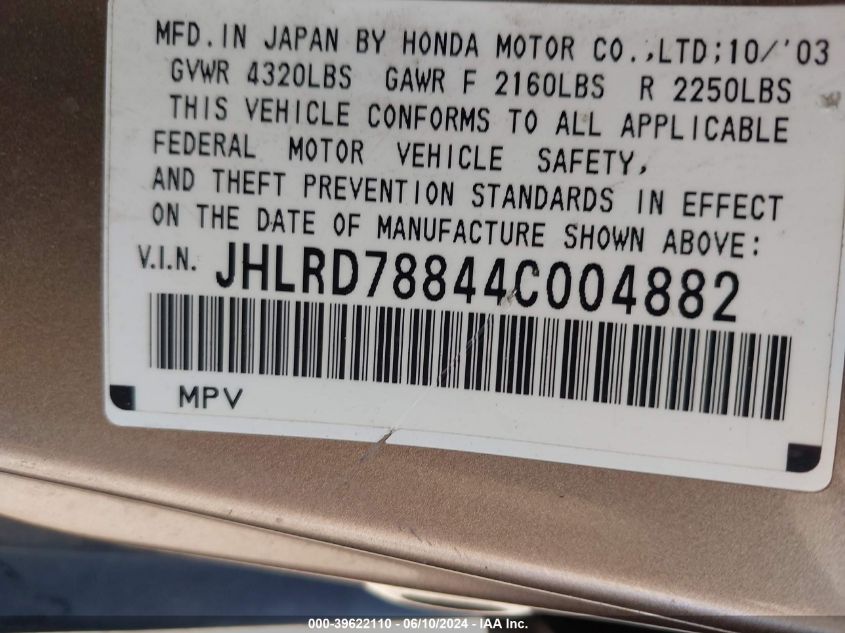 MFD.IN JAPAN BY HONDA MOTOR CO.,LTD;10/'03
GVWR 4320LBS GAWR F 2160LBS R 2250LBS
THIS VEHICLE CONFORMS TO ALL APPLICABLE
FEDERAL MOTOR VEHICLE SAFETY,
AND THEFT PREVENTION STANDARDS IN EFFECT
ON THE DATE OF MANUFACTURE SHOWN ABOVE:
V.I.N. JHLRD78844C004882
MPV
000-39622110 - 06/10/2024 - IAA Inc.